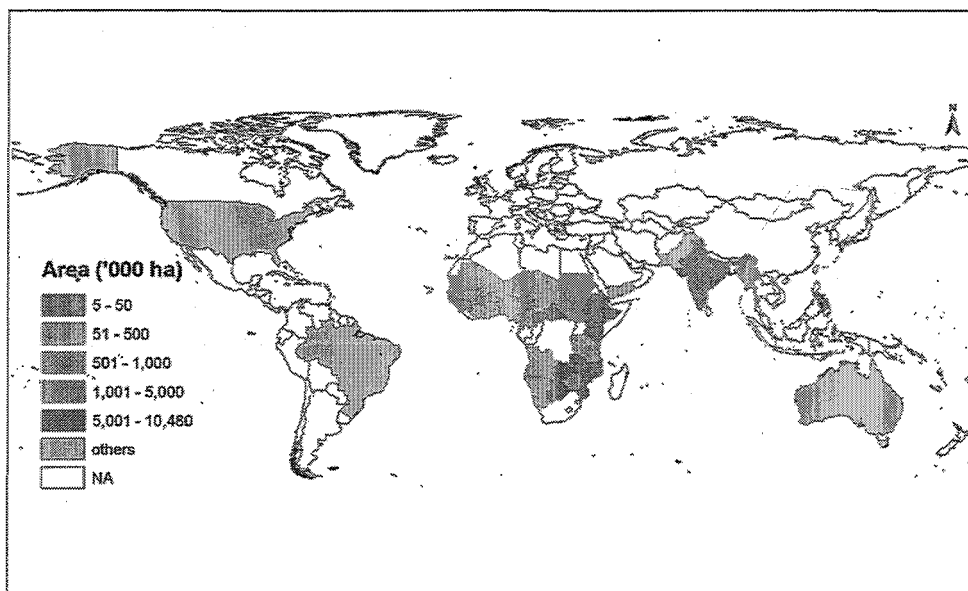 N
Area ('000 ha)
5 - 50
51 - 500
501 - 1,000
1,001 - 5,000
5,001 - 10,480
others
NA